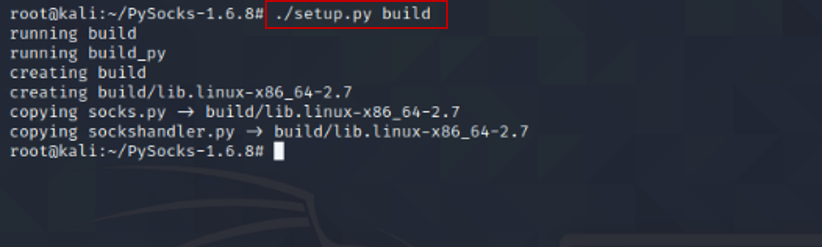 root@kali:~/PySocks-1.6.8# ./setup.py build
running build
running build_py
creating build
creating build/lib.linux-x86_64-2.7
copying socks.py → build/lib.linux-x86_64-2.7
copying sockshandler.py → build/lib.linux-x86_64-2.7
root@kali:~/PySocks-1.6.8#